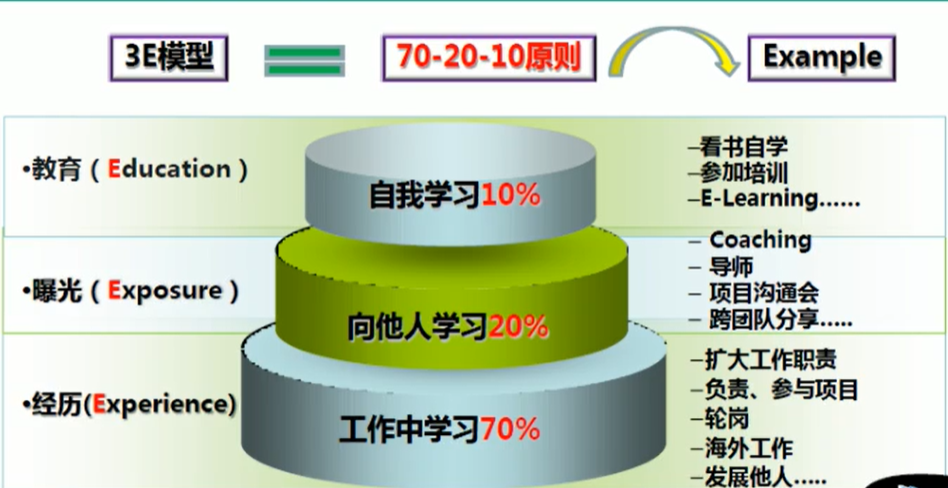 3E模型
70-20-10原则
Example
•教育（Education）
自我学习10%
–看书自学
–参加培训
–E-Learning......
•曝光（Exposure）
向他人学习20%
– Coaching
– 导师
– 项目沟通会
– 跨团队分享.....
•经历(Experience)
工作中学习70%
–扩大工作职责
–负责、参与项目
–轮岗
–海外工作
–发展他人.....